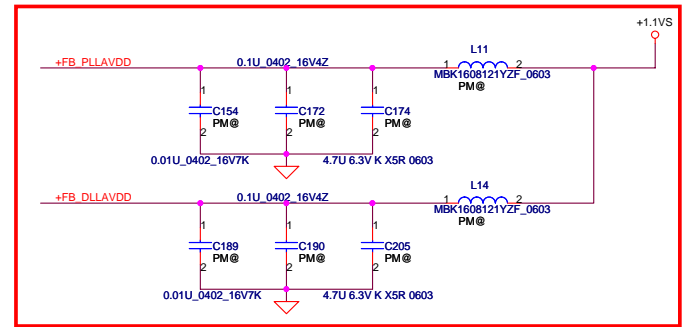 +1.1VS
L11
+FB_PLLAVDD
0.1U_0402_16V4Z
1
2
MBK1608121YZF_0603
PM@
1
1
1
C154
C172
C174
PM@
PM@
PM@
2
2
2
0.01U_0402_16V7K
4.7U 6.3V K X5R 0603
L14
+FB_DLLAVDD
0.1U_0402_16V4Z
1
2
MBK1608121YZF_0603
PM@
1
1
1
C189
C190
C205
PM@
PM@
PM@
2
2
2
0.01U_0402_16V7K
4.7U 6.3V K X5R 0603